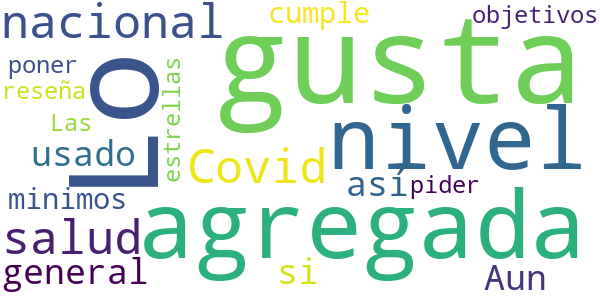 nacional
cumple
objetivos
gusta
poner
Lo
reseña
estrellas
Las
nivel
usado
Covid
así
pider
minimos
agregada
salud
general
si
Aun